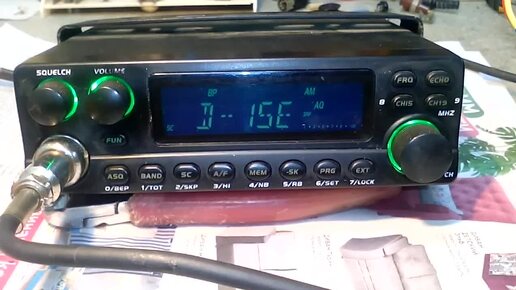 SQUELCH VOLUME
FRQ ECHO
BP AM
AQ
CH15 CH19
8 9
MHZ
D--15E
SC
FUN
CH
ASQ BAND SC A/F MEM -SK PRG EXT
0/BEP 1/TOT 2/SKP 3/HI 4/NB 5/RB 6/SET 7/LOCK